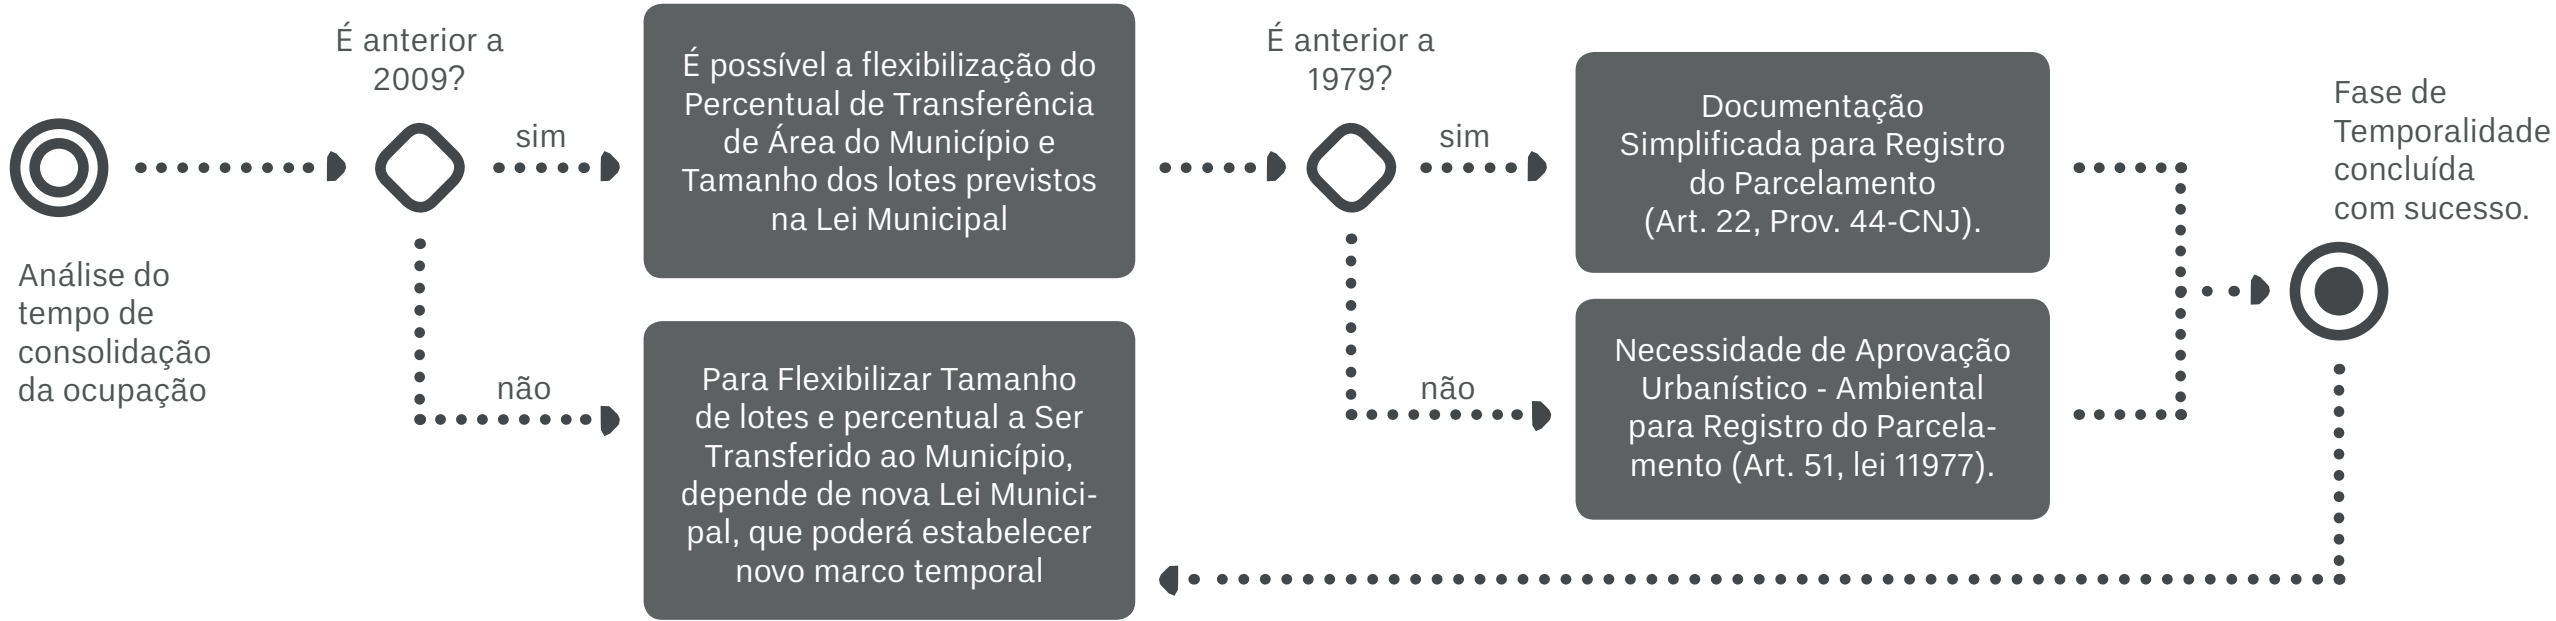 Análise do
tempo de
consolidação
da ocupação
É anterior a
2009?
sim
não
É possível a flexibilização do
Percentual de Transferência
de Área do Município e
Tamanho dos lotes previstos
na Lei Municipal
Para Flexibilizar Tamanho
de lotes e percentual a Ser
Transferido ao Município,
depende de nova Lei Munici-
pal, que poderá estabelecer
novo marco temporal
É anterior a
1979?
sim
não
Documentação
Simplificada para Registro
do Parcelamento
(Art. 22, Prov. 44-CNJ).
Necessidade de Aprovação
Urbanístico - Ambiental
para Registro do Parcela-
mento (Art. 51, lei 11977).
Fase de
Temporalidade
concluída
com sucesso.